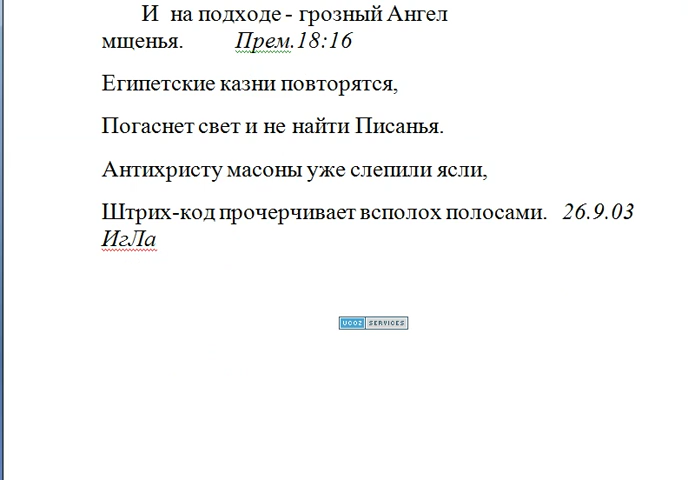 И на подходе - грозный Ангел
мщенья. Прем.18:16
Египетские казни повторятся,
Погаснет свет и не найти Писанья.
Антихристу масоны уже слепили ясли,
Штрих-код прочерчивает всполох полосами. 26.9.03
ИгЛа
UCOZ SERVICES